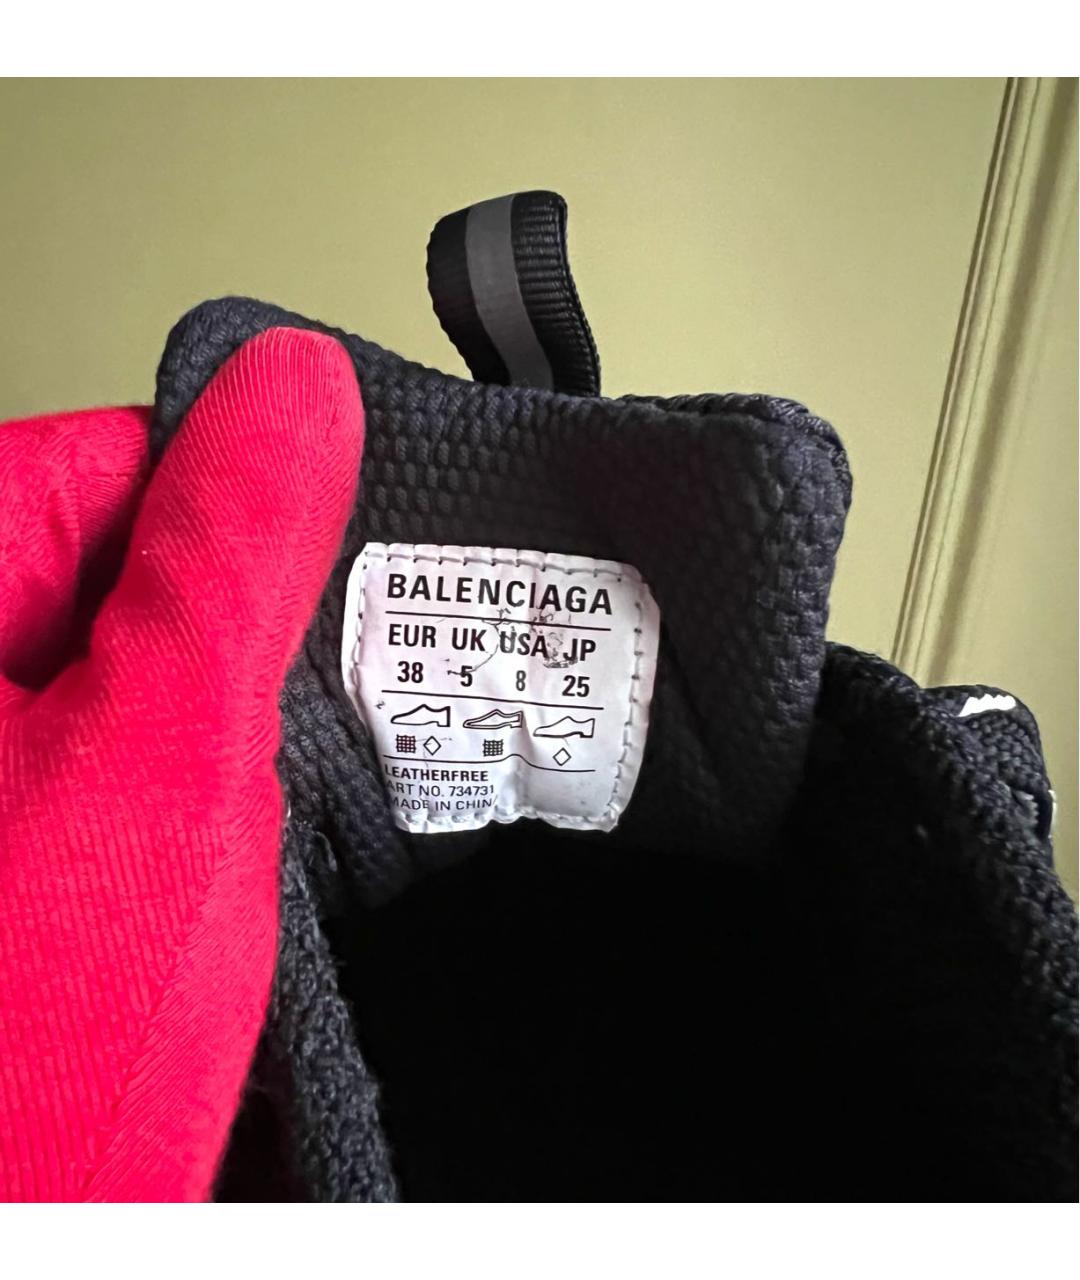 BALENCIAGA
EUR UK USA JP
38 5 8 25
LEATHERFREE
ART NO. 734731
MADE IN CHINA